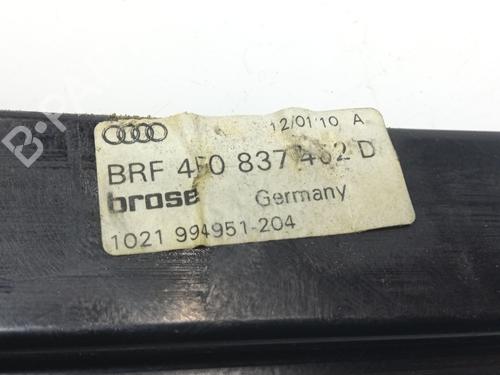 12/01'10 A
BRF 4F0 837 462 D
brose Germany
1021 994951-204